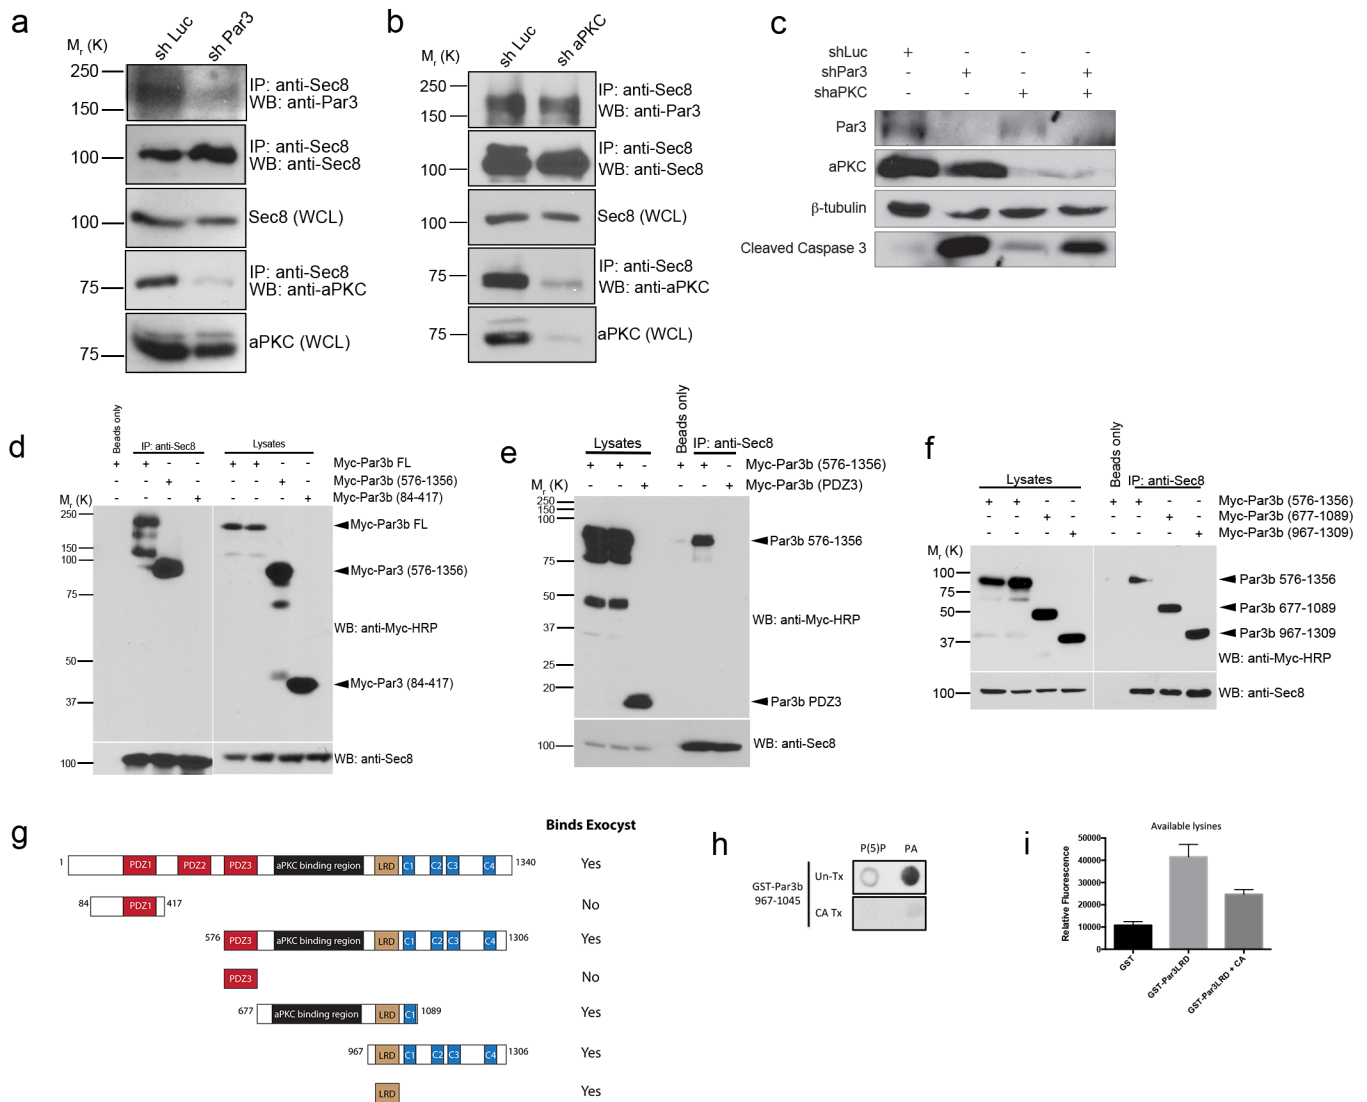 a
M_r (K)
sh Luc
sh Par3
250
150
IP: anti-Sec8
WB: anti-Par3
100
IP: anti-Sec8
WB: anti-Sec8
100
Sec8 (WCL)
75
IP: anti-Sec8
WB: anti-aPKC
75
aPKC (WCL)
b
M_r (K)
sh Luc
sh aPKC
250
150
IP: anti-Sec8
WB: anti-Par3
100
IP: anti-Sec8
WB: anti-Sec8
100
Sec8 (WCL)
75
IP: anti-Sec8
WB: anti-aPKC
75
aPKC (WCL)
c
shLuc + - - -
shPar3 - + - +
shaPKC - - + +
Par3
aPKC
β-tubulin
Cleaved Caspase 3
d
Beads only
IP: anti-Sec8
Lysates
+ + - - + + - - Myc-Par3b FL
- - + - - - + - Myc-Par3b (576-1356)
- - - + - - - + Myc-Par3b (84-417)
M_r (K)
250
150
100
75
50
37
100
Myc-Par3b FL
Myc-Par3 (576-1356)
WB: anti-Myc-HRP
Myc-Par3 (84-417)
WB: anti-Sec8
e
Lysates
Beads only
IP: anti-Sec8
+ + - + + - Myc-Par3b (576-1356)
- - + - - + Myc-Par3b (PDZ3)
M_r (K)
250
150
100
75
50
37
25
20
100
Par3b 576-1356
WB: anti-Myc-HRP
Par3b PDZ3
WB: anti-Sec8
f
Lysates
Beads only
IP: anti-Sec8
+ + - - - + - - Myc-Par3b (576-1356)
- - + - - - + - Myc-Par3b (677-1089)
- - - + - - - + Myc-Par3b (967-1309)
M_r (K)
100
75
50
37
100
Par3b 576-1356
Par3b 677-1089
Par3b 967-1309
WB: anti-Myc-HRP
WB: anti-Sec8
g
Binds Exocyst
1 PDZ1 PDZ2 PDZ3 aPKC binding region LRD C1 C2 C3 C4 1340 Yes
84 PDZ1 417 No
576 PDZ3 aPKC binding region LRD C1 C2 C3 C4 1306 Yes
PDZ3 No
677 aPKC binding region LRD C1 1089 Yes
967 LRD C1 C2 C3 C4 1306 Yes
LRD Yes
h
P(5)P PA
GST-Par3b
967-1045
Un-Tx
CA Tx
i
Available lysines
Relative Fluorescence
50000
40000
30000
20000
10000
0
GST
GST-Par3LRD
GST-Par3LRD + CA